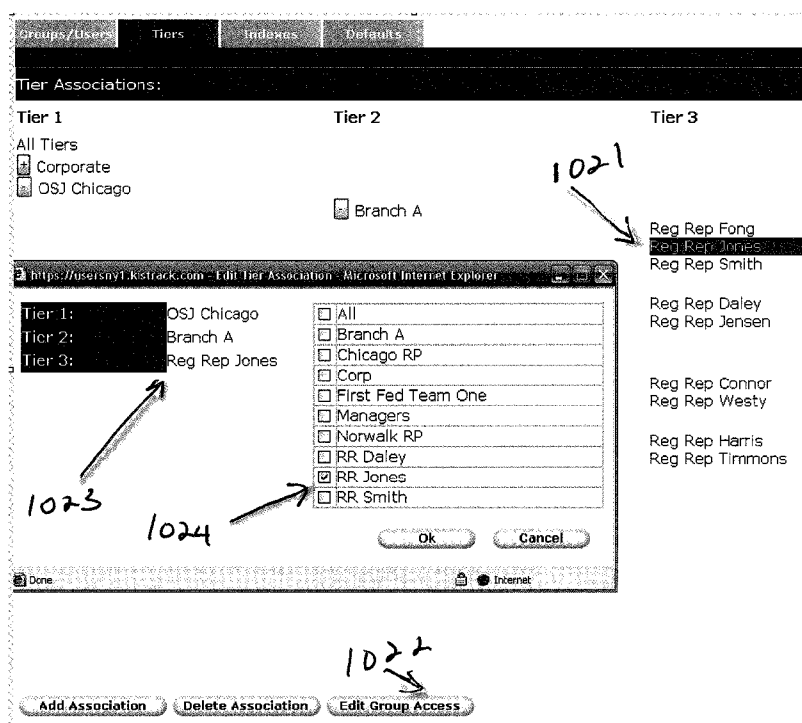 Groups/Users Tiers Indexes Defaults
Tier Associations:
Tier 1 Tier 2 Tier 3
All Tiers
+ Corporate
- OSJ Chicago
1021
- Branch A
Reg Rep Fong
Reg Rep Jones
Reg Rep Smith
Reg Rep Daley
Reg Rep Jensen
Reg Rep Connor
Reg Rep Westy
Reg Rep Harris
Reg Rep Timmons
https://usersny1.kistrack.com - Edit Tier Association - Microsoft Internet Explorer
Tier 1: OSJ Chicago
Tier 2: Branch A
Tier 3: Reg Rep Jones
All
Branch A
Chicago RP
Corp
First Fed Team One
Managers
Norwalk RP
RR Daley
RR Jones
RR Smith
1023
1024
Ok Cancel
Done Internet
1022
Add Association Delete Association Edit Group Access